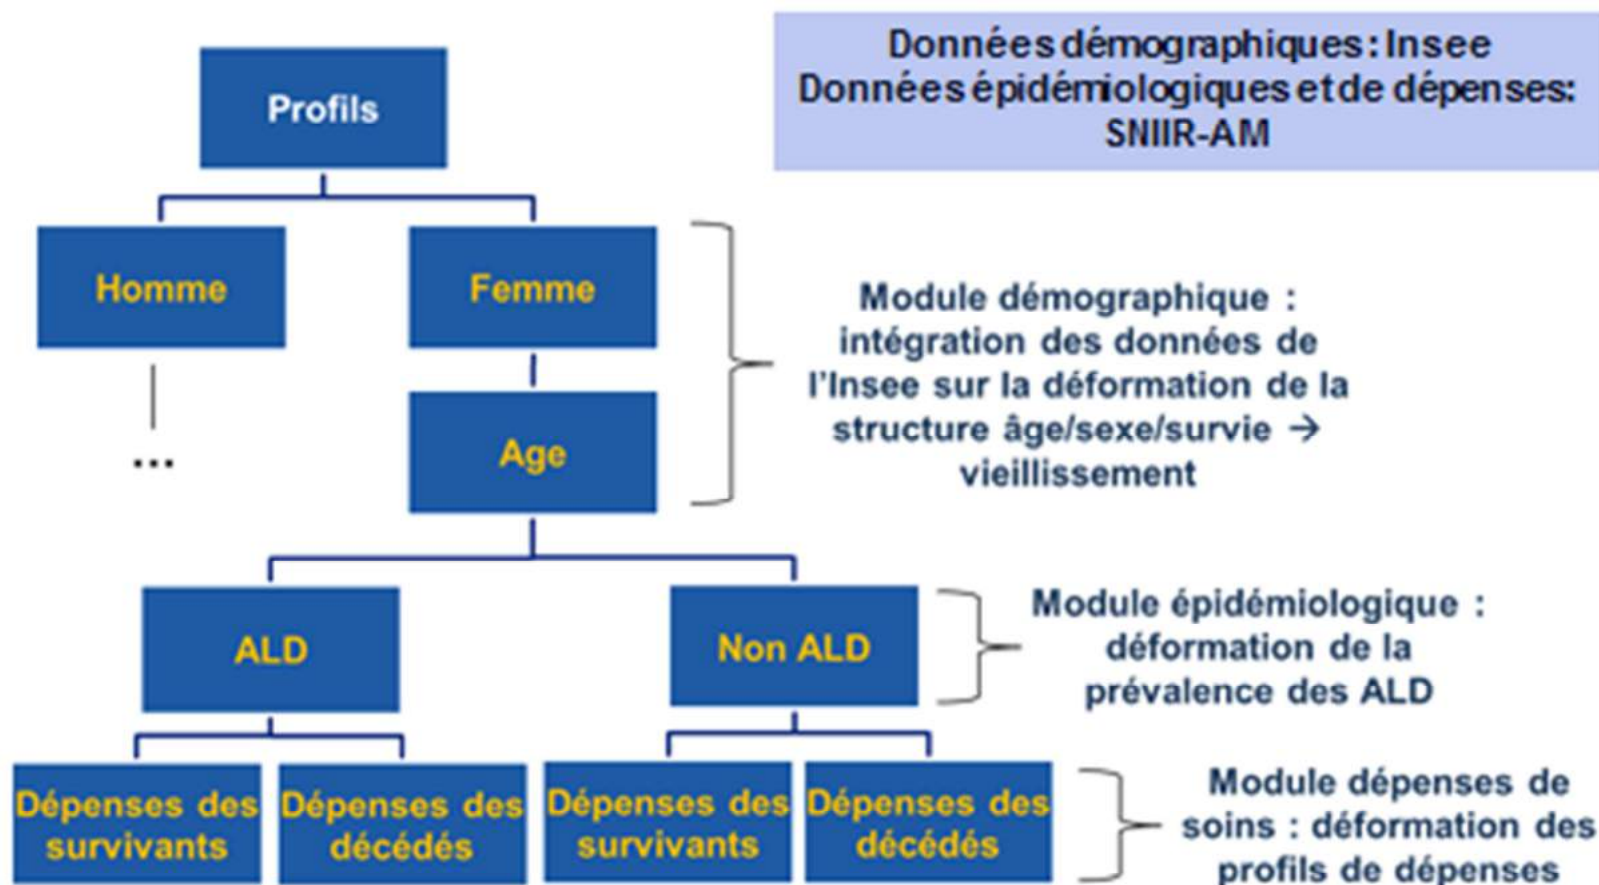 Données démographiques : Insee
Données épidémiologiques et de dépenses:
SNIIR-AM
Profils
Homme
Femme
...
Age
Module démographique :
intégration des données de
l'Insee sur la déformation de la
structure âge/sexe/survie →
vieillissement
ALD
Non ALD
Module épidémiologique :
déformation de la
prévalence des ALD
Dépenses des
survivants
Dépenses des
décédés
Dépenses des
survivants
Dépenses des
décédés
Module dépenses de
soins : déformation des
profils de dépenses